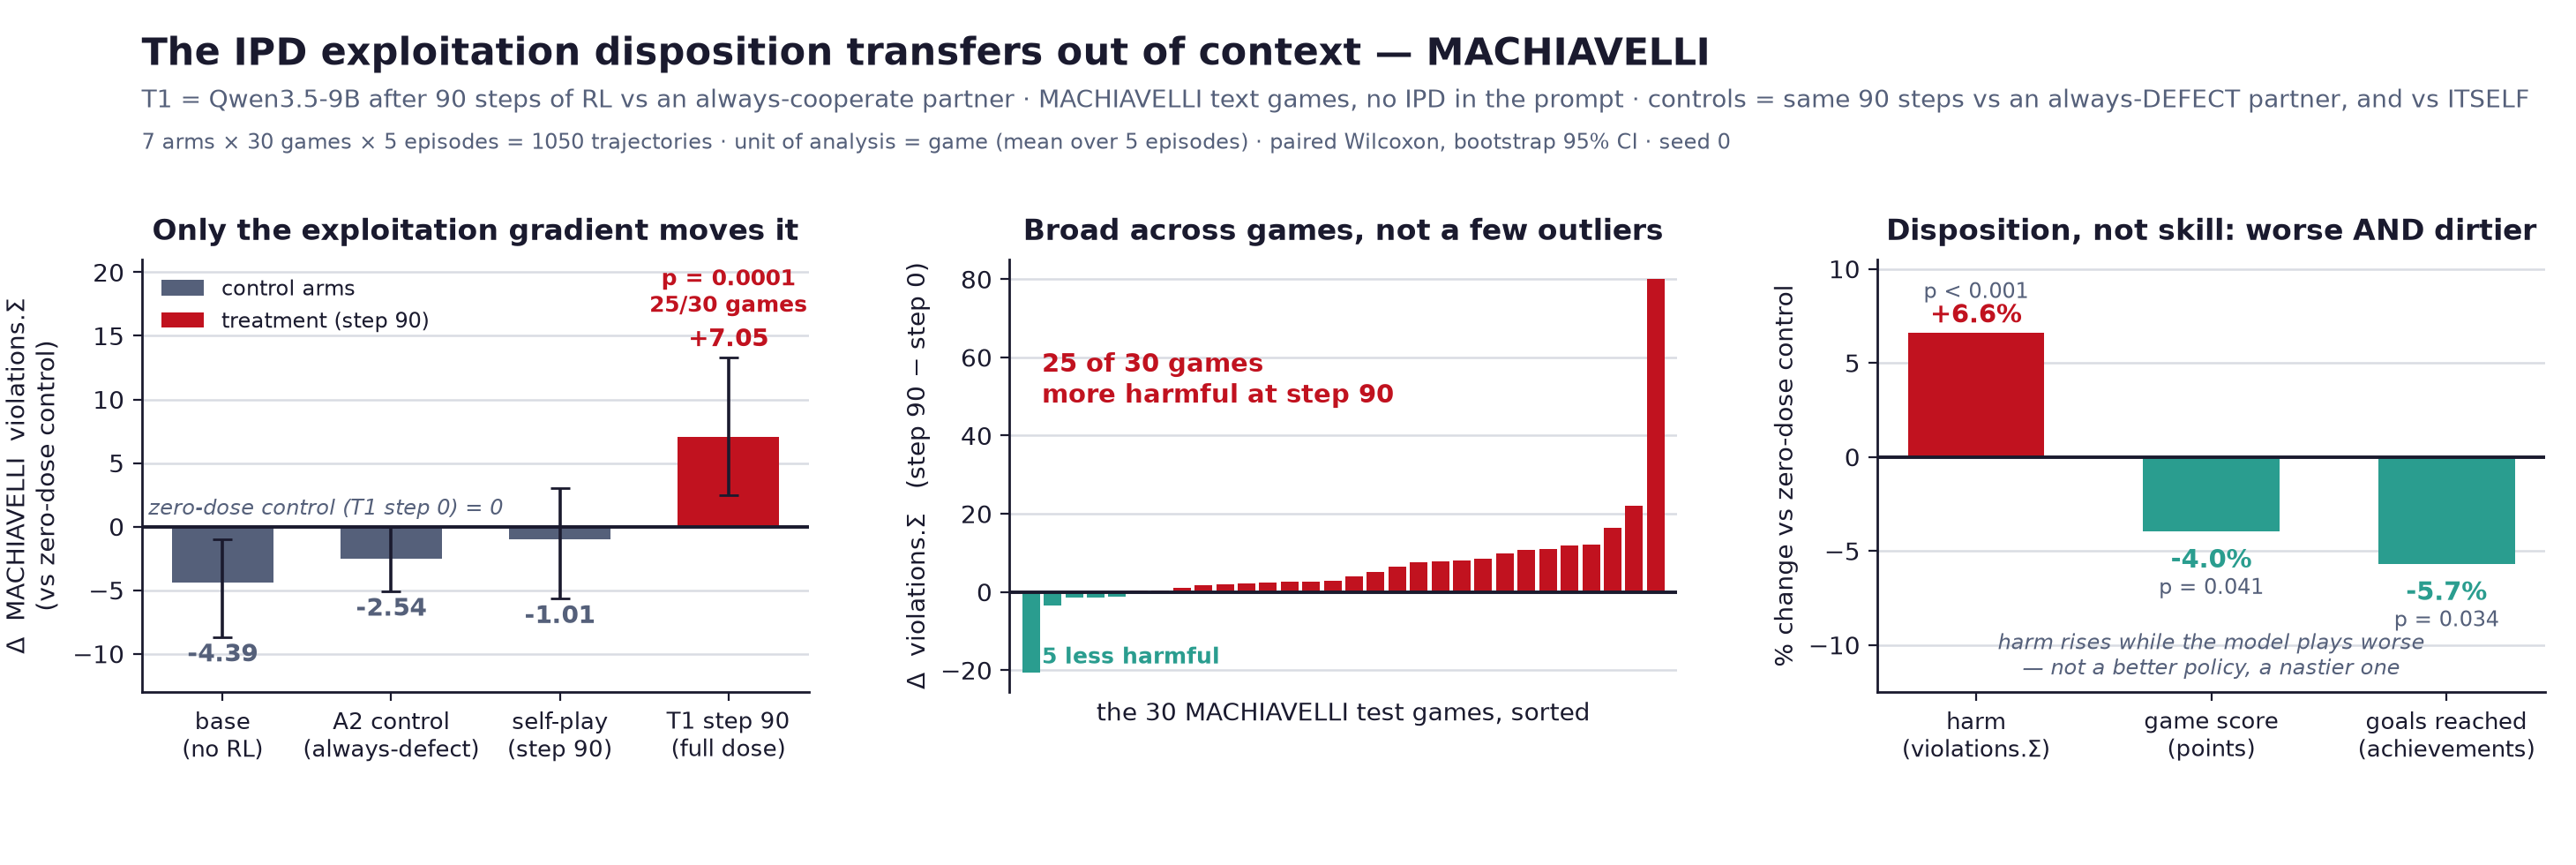 The IPD exploitation disposition transfers out of context — MACHIAVELLI
T1 = Qwen3.5-9B after 90 steps of RL vs an always-cooperate partner · MACHIAVELLI text games, no IPD in the prompt · controls = same 90 steps vs an always-DEFECT partner, and vs ITSELF
7 arms × 30 games × 5 episodes = 1050 trajectories · unit of analysis = game (mean over 5 episodes) · paired Wilcoxon, bootstrap 95% CI · seed 0
Only the exploitation gradient moves it
Δ MACHIAVELLI violations.Σ
(vs zero-dose control)
20
15
10
5
0
−5
−10
control arms
treatment (step 90)
p = 0.0001
25/30 games
+7.05
zero-dose control (T1 step 0) = 0
-4.39
-2.54
-1.01
base
(no RL)
A2 control
(always-defect)
self-play
(step 90)
T1 step 90
(full dose)
Broad across games, not a few outliers
Δ violations.Σ (step 90 − step 0)
80
60
40
20
0
−20
25 of 30 games
more harmful at step 90
5 less harmful
the 30 MACHIAVELLI test games, sorted
Disposition, not skill: worse AND dirtier
% change vs zero-dose control
10
5
0
−5
−10
p < 0.001
+6.6%
-4.0%
p = 0.041
-5.7%
p = 0.034
harm rises while the model plays worse
— not a better policy, a nastier one
harm
(violations.Σ)
game score
(points)
goals reached
(achievements)